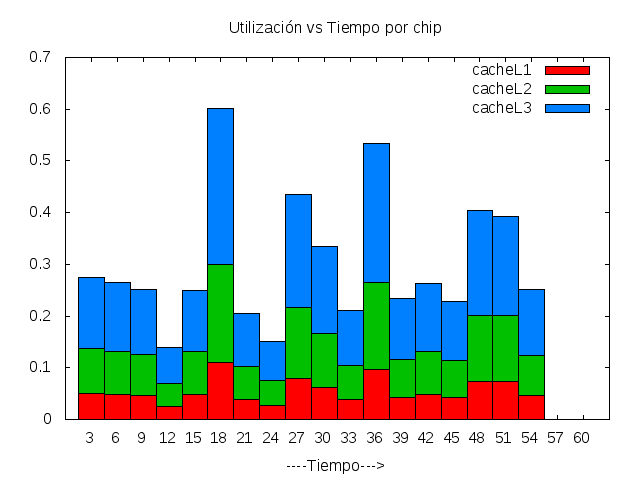 Utilización vs Tiempo por chip
0.7
0.6
0.5
0.4
0.3
0.2
0.1
0
cacheL1
cacheL2
cacheL3
3 6 9 12 15 18 21 24 27 30 33 36 39 42 45 48 51 54 57 60
----Tiempo--->